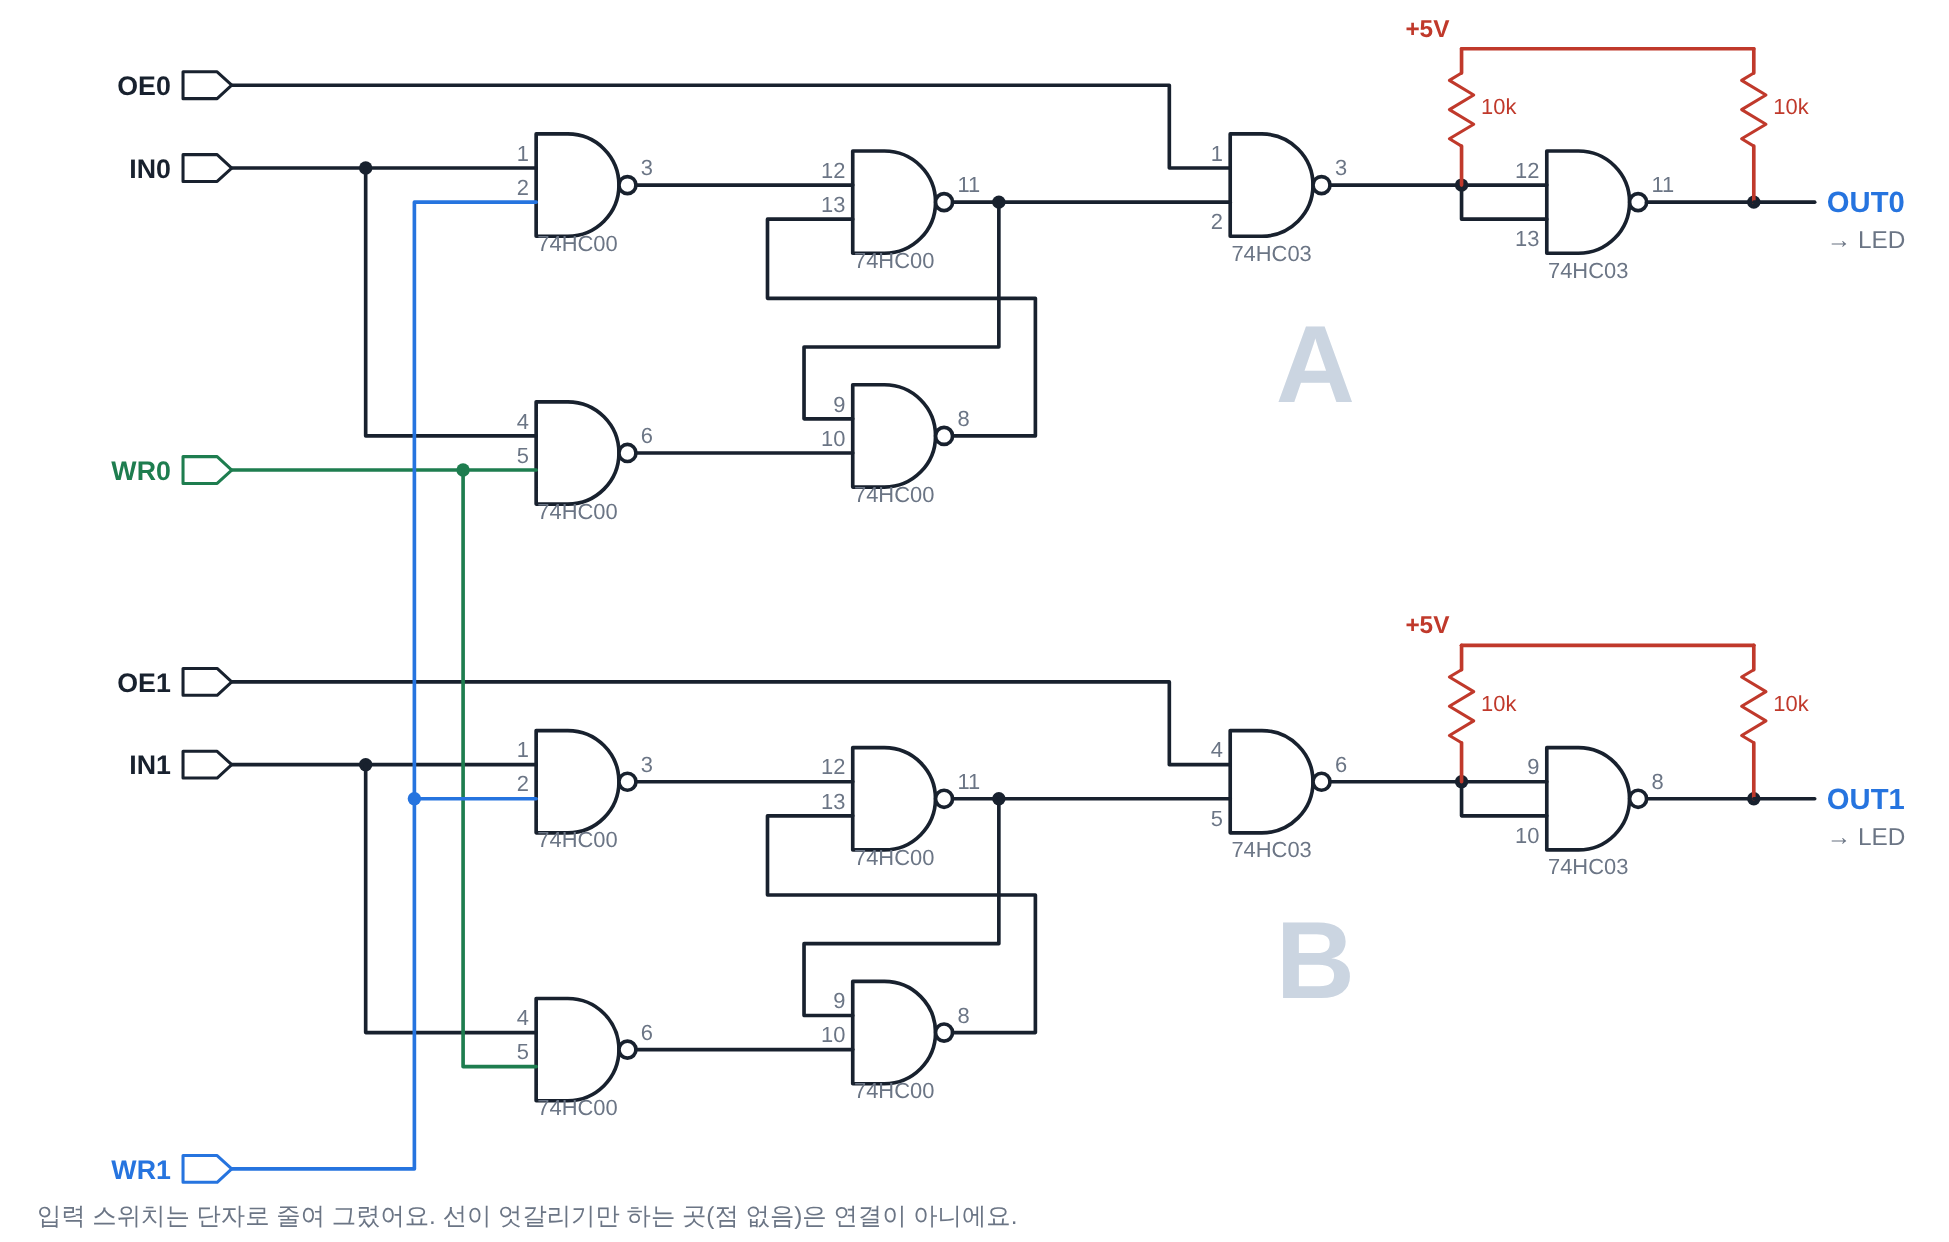 +5V
OE0
10k
10k
IN0
1
2
3
74HC00
12
13
11
74HC00
1
2
3
74HC03
12
13
11
74HC03
OUT0
→ LED
A
WR0
4
5
6
74HC00
9
10
8
74HC00
+5V
OE1
10k
10k
IN1
1
2
3
74HC00
12
13
11
74HC00
4
5
6
74HC03
9
10
8
74HC03
OUT1
→ LED
B
4
5
6
74HC00
9
10
8
74HC00
WR1
입력 스위치는 단자로 줄여 그렸어요. 선이 엇갈리기만 하는 곳(점 없음)은 연결이 아니에요.